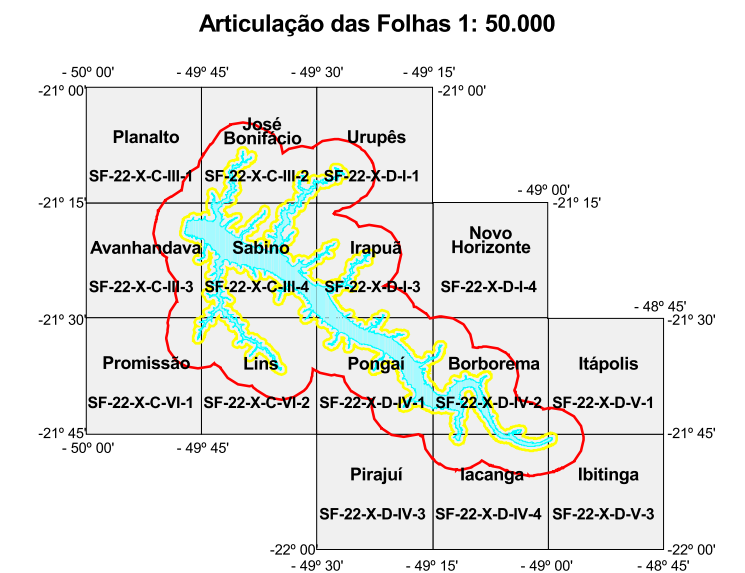 Articulação das Folhas 1: 50.000
- 50º 00'
- 49º 45'
- 49º 30'
- 49º 15'
-21º 00'
-21º 00'
Planalto
José
Bonifácio
Urupês
SF-22-X-C-III-1
SF-22-X-C-III-2
SF-22-X-D-I-1
- 49º 00'
-21º 15'
-21º 15'
Avanhandava
Sabino
Irapuã
Novo
Horizonte
SF-22-X-C-III-3
SF-22-X-C-III-4
SF-22-X-D-I-3
SF-22-X-D-I-4
- 48º 45'
-21º 30'
-21º 30'
Promissão
Lins
Pongaí
Borborema
Itápolis
SF-22-X-C-VI-1
SF-22-X-C-VI-2
SF-22-X-D-IV-1
SF-22-X-D-IV-2
SF-22-X-D-V-1
-21º 45'
-21º 45'
- 50º 00'
- 49º 45'
Pirajuí
Iacanga
Ibitinga
SF-22-X-D-IV-3
SF-22-X-D-IV-4
SF-22-X-D-V-3
-22º 00'
- 49º 30'
- 49º 15'
- 49º 00'
- 48º 45'